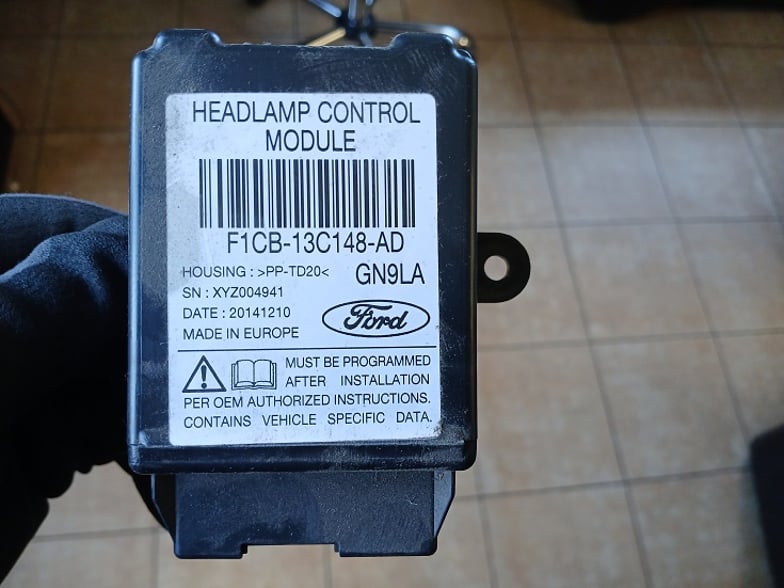 HEADLAMP CONTROL
MODULE
F1CB-13C148-AD
HOUSING : >PP-TD20<
GN9LA
SN : XYZ004941
DATE : 20141210
Ford
MADE IN EUROPE
MUST BE PROGRAMMED
AFTER INSTALLATION
PER OEM AUTHORIZED INSTRUCTIONS.
CONTAINS VEHICLE SPECIFIC DATA.